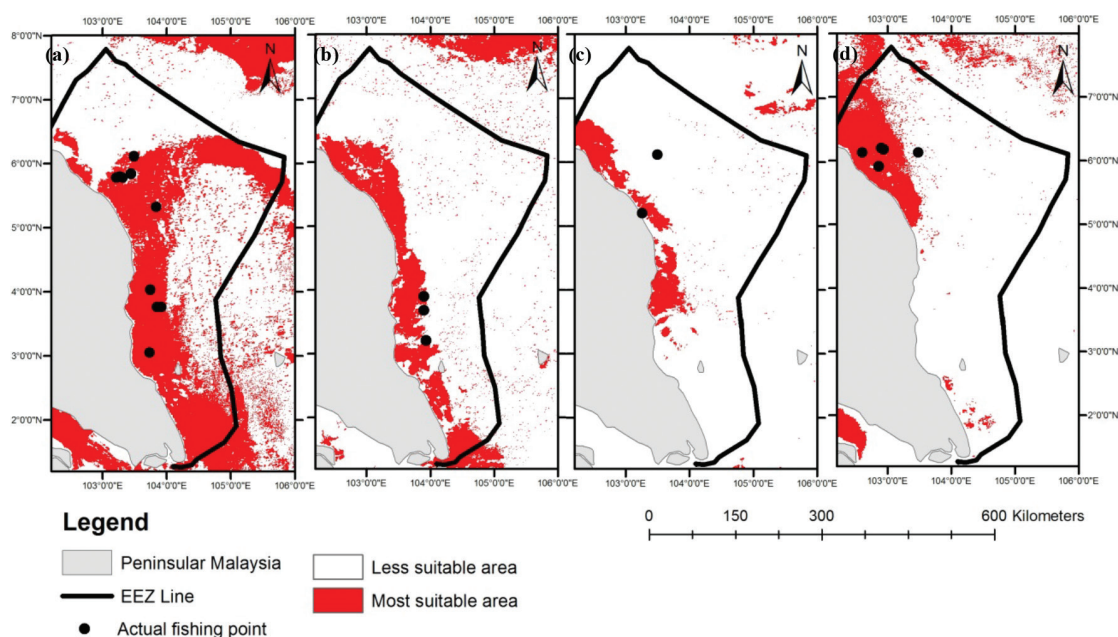 103°0'0"E 104°0'0"E 105°0'0"E 106°0'0"E 103°0'0"E 104°0'0"E 105°0'0"E 106°0'0"E 103°0'0"E 104°0'0"E 105°0'0"E 106°0'0"E 103°0'0"E 104°0'0"E 105°0'0"E 106°0'0"E
8°0'0"N
(a) N (b) N (c) N (d) N
7°0'0"N 7°0'0"N
6°0'0"N 6°0'0"N
5°0'0"N 5°0'0"N
4°0'0"N 4°0'0"N
3°0'0"N 3°0'0"N
2°0'0"N 2°0'0"N
103°0'0"E 104°0'0"E 105°0'0"E 106°0'0"E 103°0'0"E 104°0'0"E 105°0'0"E 106°0'0"E 103°0'0"E 104°0'0"E 105°0'0"E 106°0'0"E 103°0'0"E 104°0'0"E 105°0'0"E 106°0'0"E
Legend
0 150 300 600 Kilometers
Peninsular Malaysia
Less suitable area
EEZ Line
Most suitable area
Actual fishing point